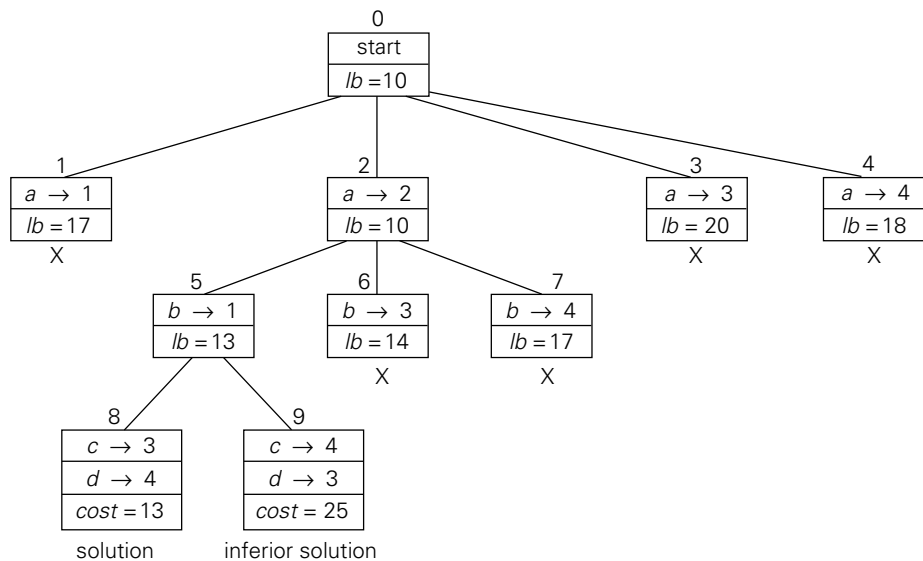 0
start
lb = 10
1
a → 1
lb = 17
X
2
a → 2
lb = 10
3
a → 3
lb = 20
X
4
a → 4
lb = 18
X
5
b → 1
lb = 13
6
b → 3
lb = 14
X
7
b → 4
lb = 17
X
8
c → 3
d → 4
cost = 13
solution
9
c → 4
d → 3
cost = 25
inferior solution